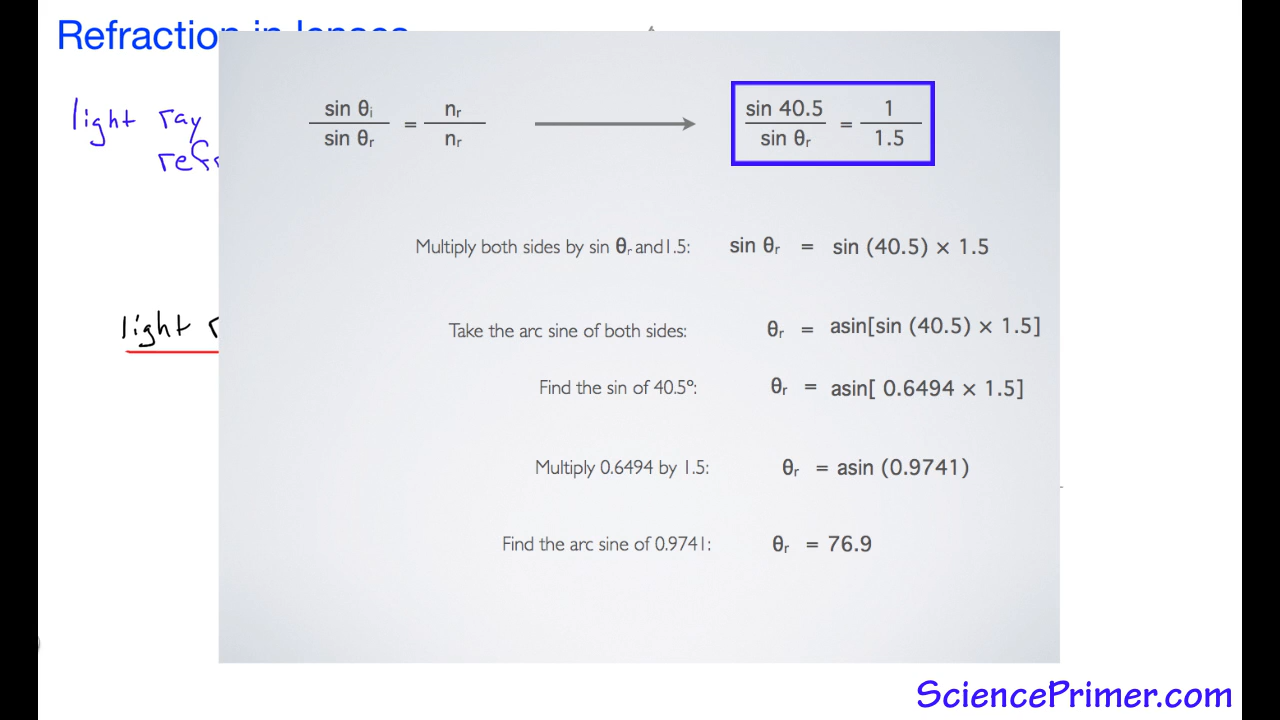 Refraction in lenses
light ray
sin θi / sin θr = nr / nr
sin 40.5 / sin θr = 1 / 1.5
Multiply both sides by sin θr and 1.5: sin θr = sin (40.5) × 1.5
light
Take the arc sine of both sides: θr = asin[sin (40.5) × 1.5]
Find the sin of 40.5º: θr = asin[ 0.6494 × 1.5]
Multiply 0.6494 by 1.5: θr = asin (0.9741)
Find the arc sine of 0.9741: θr = 76.9
SciencePrimer.com